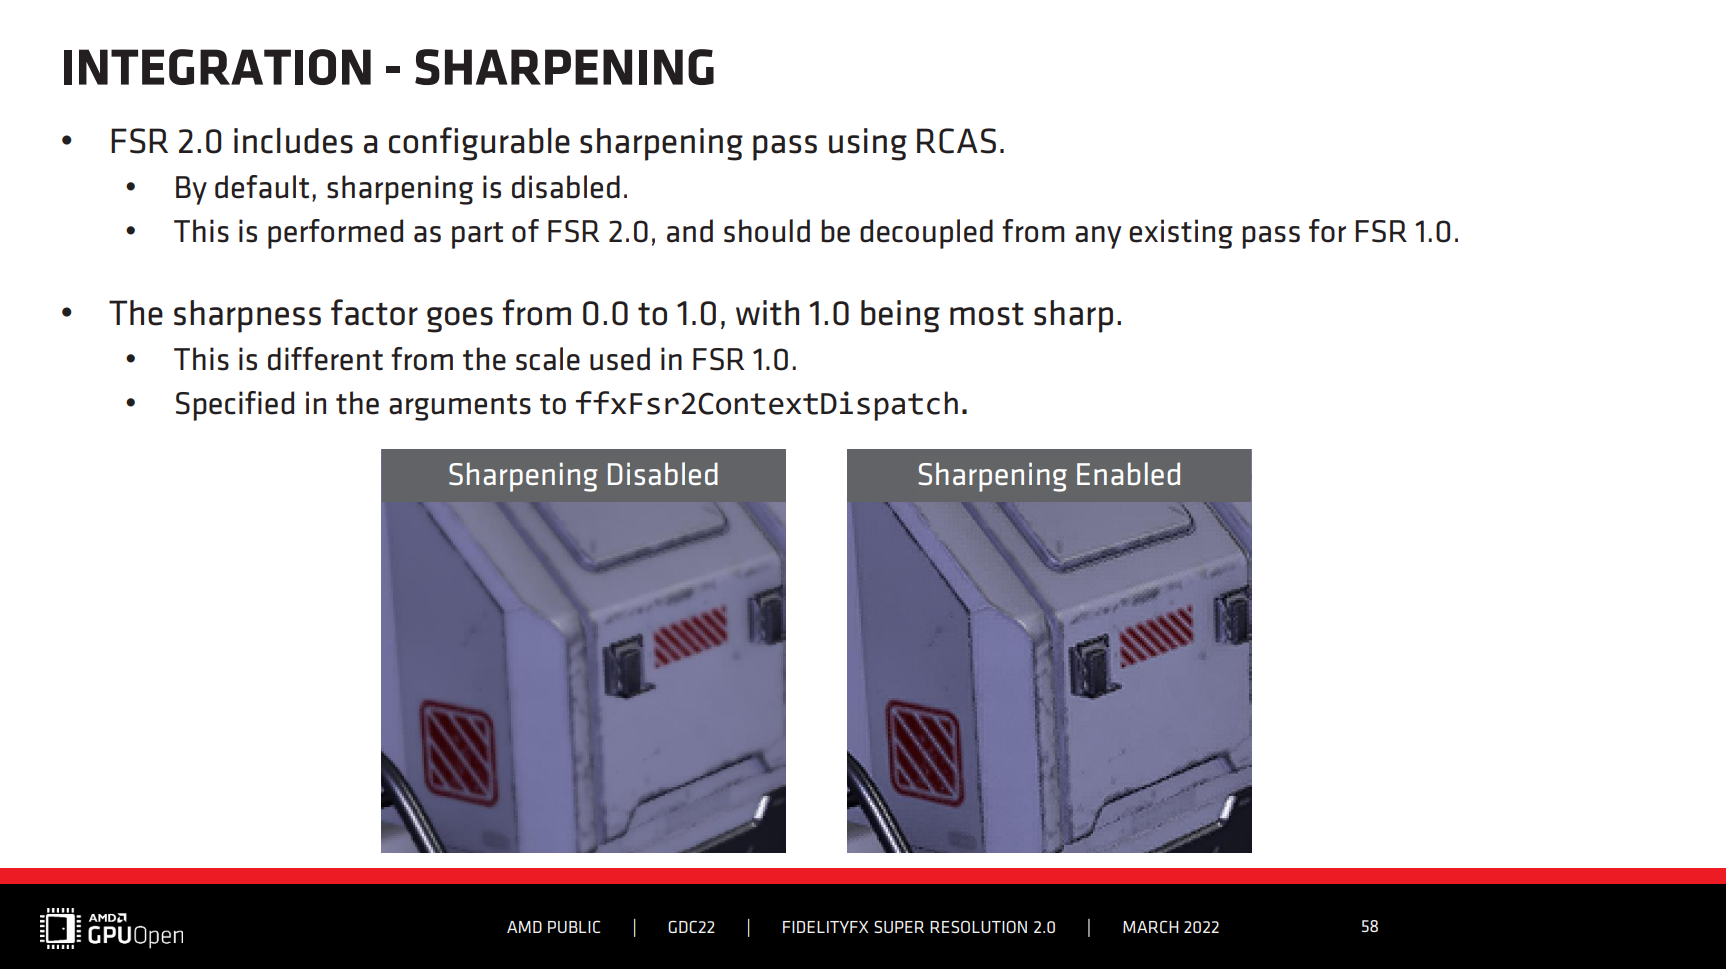 INTEGRATION - SHARPENING
• FSR 2.0 includes a configurable sharpening pass using RCAS.
• By default, sharpening is disabled.
• This is performed as part of FSR 2.0, and should be decoupled from any existing pass for FSR 1.0.
• The sharpness factor goes from 0.0 to 1.0, with 1.0 being most sharp.
• This is different from the scale used in FSR 1.0.
• Specified in the arguments to ffxFsr2ContextDispatch.
Sharpening Disabled
Sharpening Enabled
AMD
GPUOpen
AMD PUBLIC | GDC22 | FIDELITYFX SUPER RESOLUTION 2.0 | MARCH 2022
58